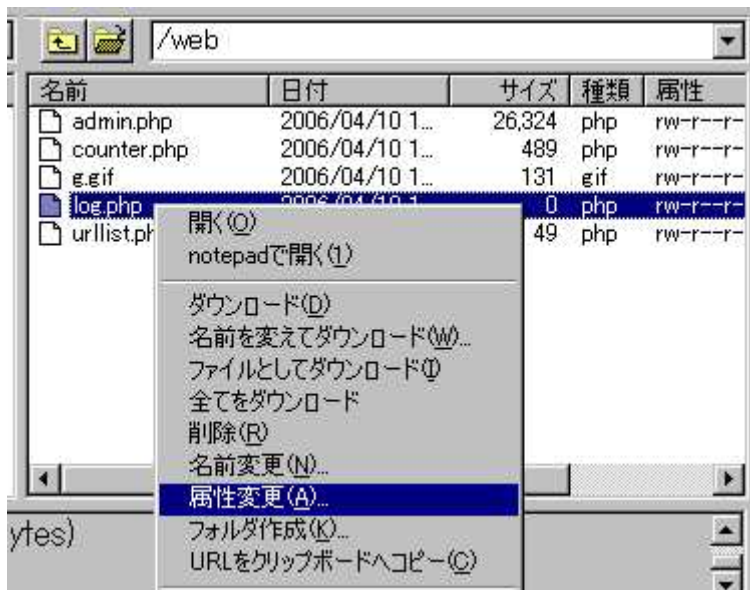 /web
名前 日付 サイズ 種類 属性
admin.php 2006/04/10 1... 26,324 php rw-r--r-
counter.php 2006/04/10 1... 489 php rw-r--r-
g.gif 2006/04/10 1... 131 gif rw-r--r-
log.php 2006/04/10 1 0 php rw-r--r-
urllist.ph 49 php rw-r--r-
開く(O)
notepadで開く(1)
ダウンロード(D)
名前を変えてダウンロード(W)...
ファイルとしてダウンロード(I)
全てをダウンロード
削除(R)
名前変更(N)...
属性変更(A)...
フォルダ作成(K)...
URLをクリップボードへコピー(C)
ytes)